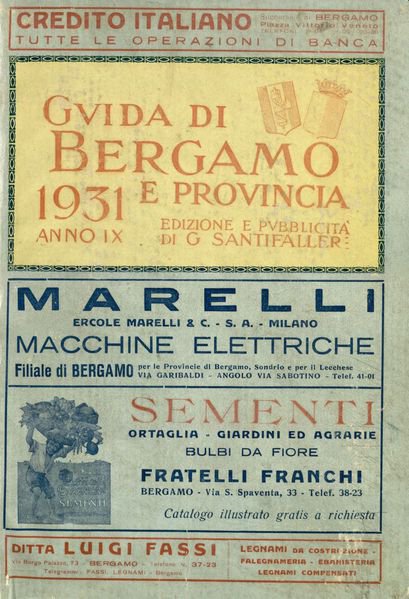 CREDITO ITALIANO
Succursale di BERGAMO
Piazza Vittorio Veneto
TUTTE LE OPERAZIONI DI BANCA
GVIDA DI
BERGAMO
1931 E PROVINCIA
ANNO IX
EDIZIONE E PVBBLICITÀ
DI G SANTIFALLER
MARELLI
ERCOLE MARELLI & C. - S. A. - MILANO
MACCHINE ELETTRICHE
Filiale di BERGAMO per le Provincie di Bergamo, Sondrio e per il Lecchese
VIA GARIBALDI - ANGOLO VIA SABOTINO - Telef. 41-01
SEMENTI
ORTAGLIA - GIARDINI ED AGRARIE
BULBI DA FIORE
FRATELLI FRANCHI
BERGAMO - Via S. Spaventa, 33 - Telef. 38-23
Catalogo illustrato gratis a richiesta
SEMENTI
DITTA LUIGI FASSI
Via Borgo Palazzo, 73 - BERGAMO - Telefono N. 37-23
Telegrammi: FASSI, LEGNAMI - Bergamo
LEGNAMI DA COSTRUZIONE -
FALEGNAMERIA - EBANISTERIA
LEGNAMI COMPENSATI